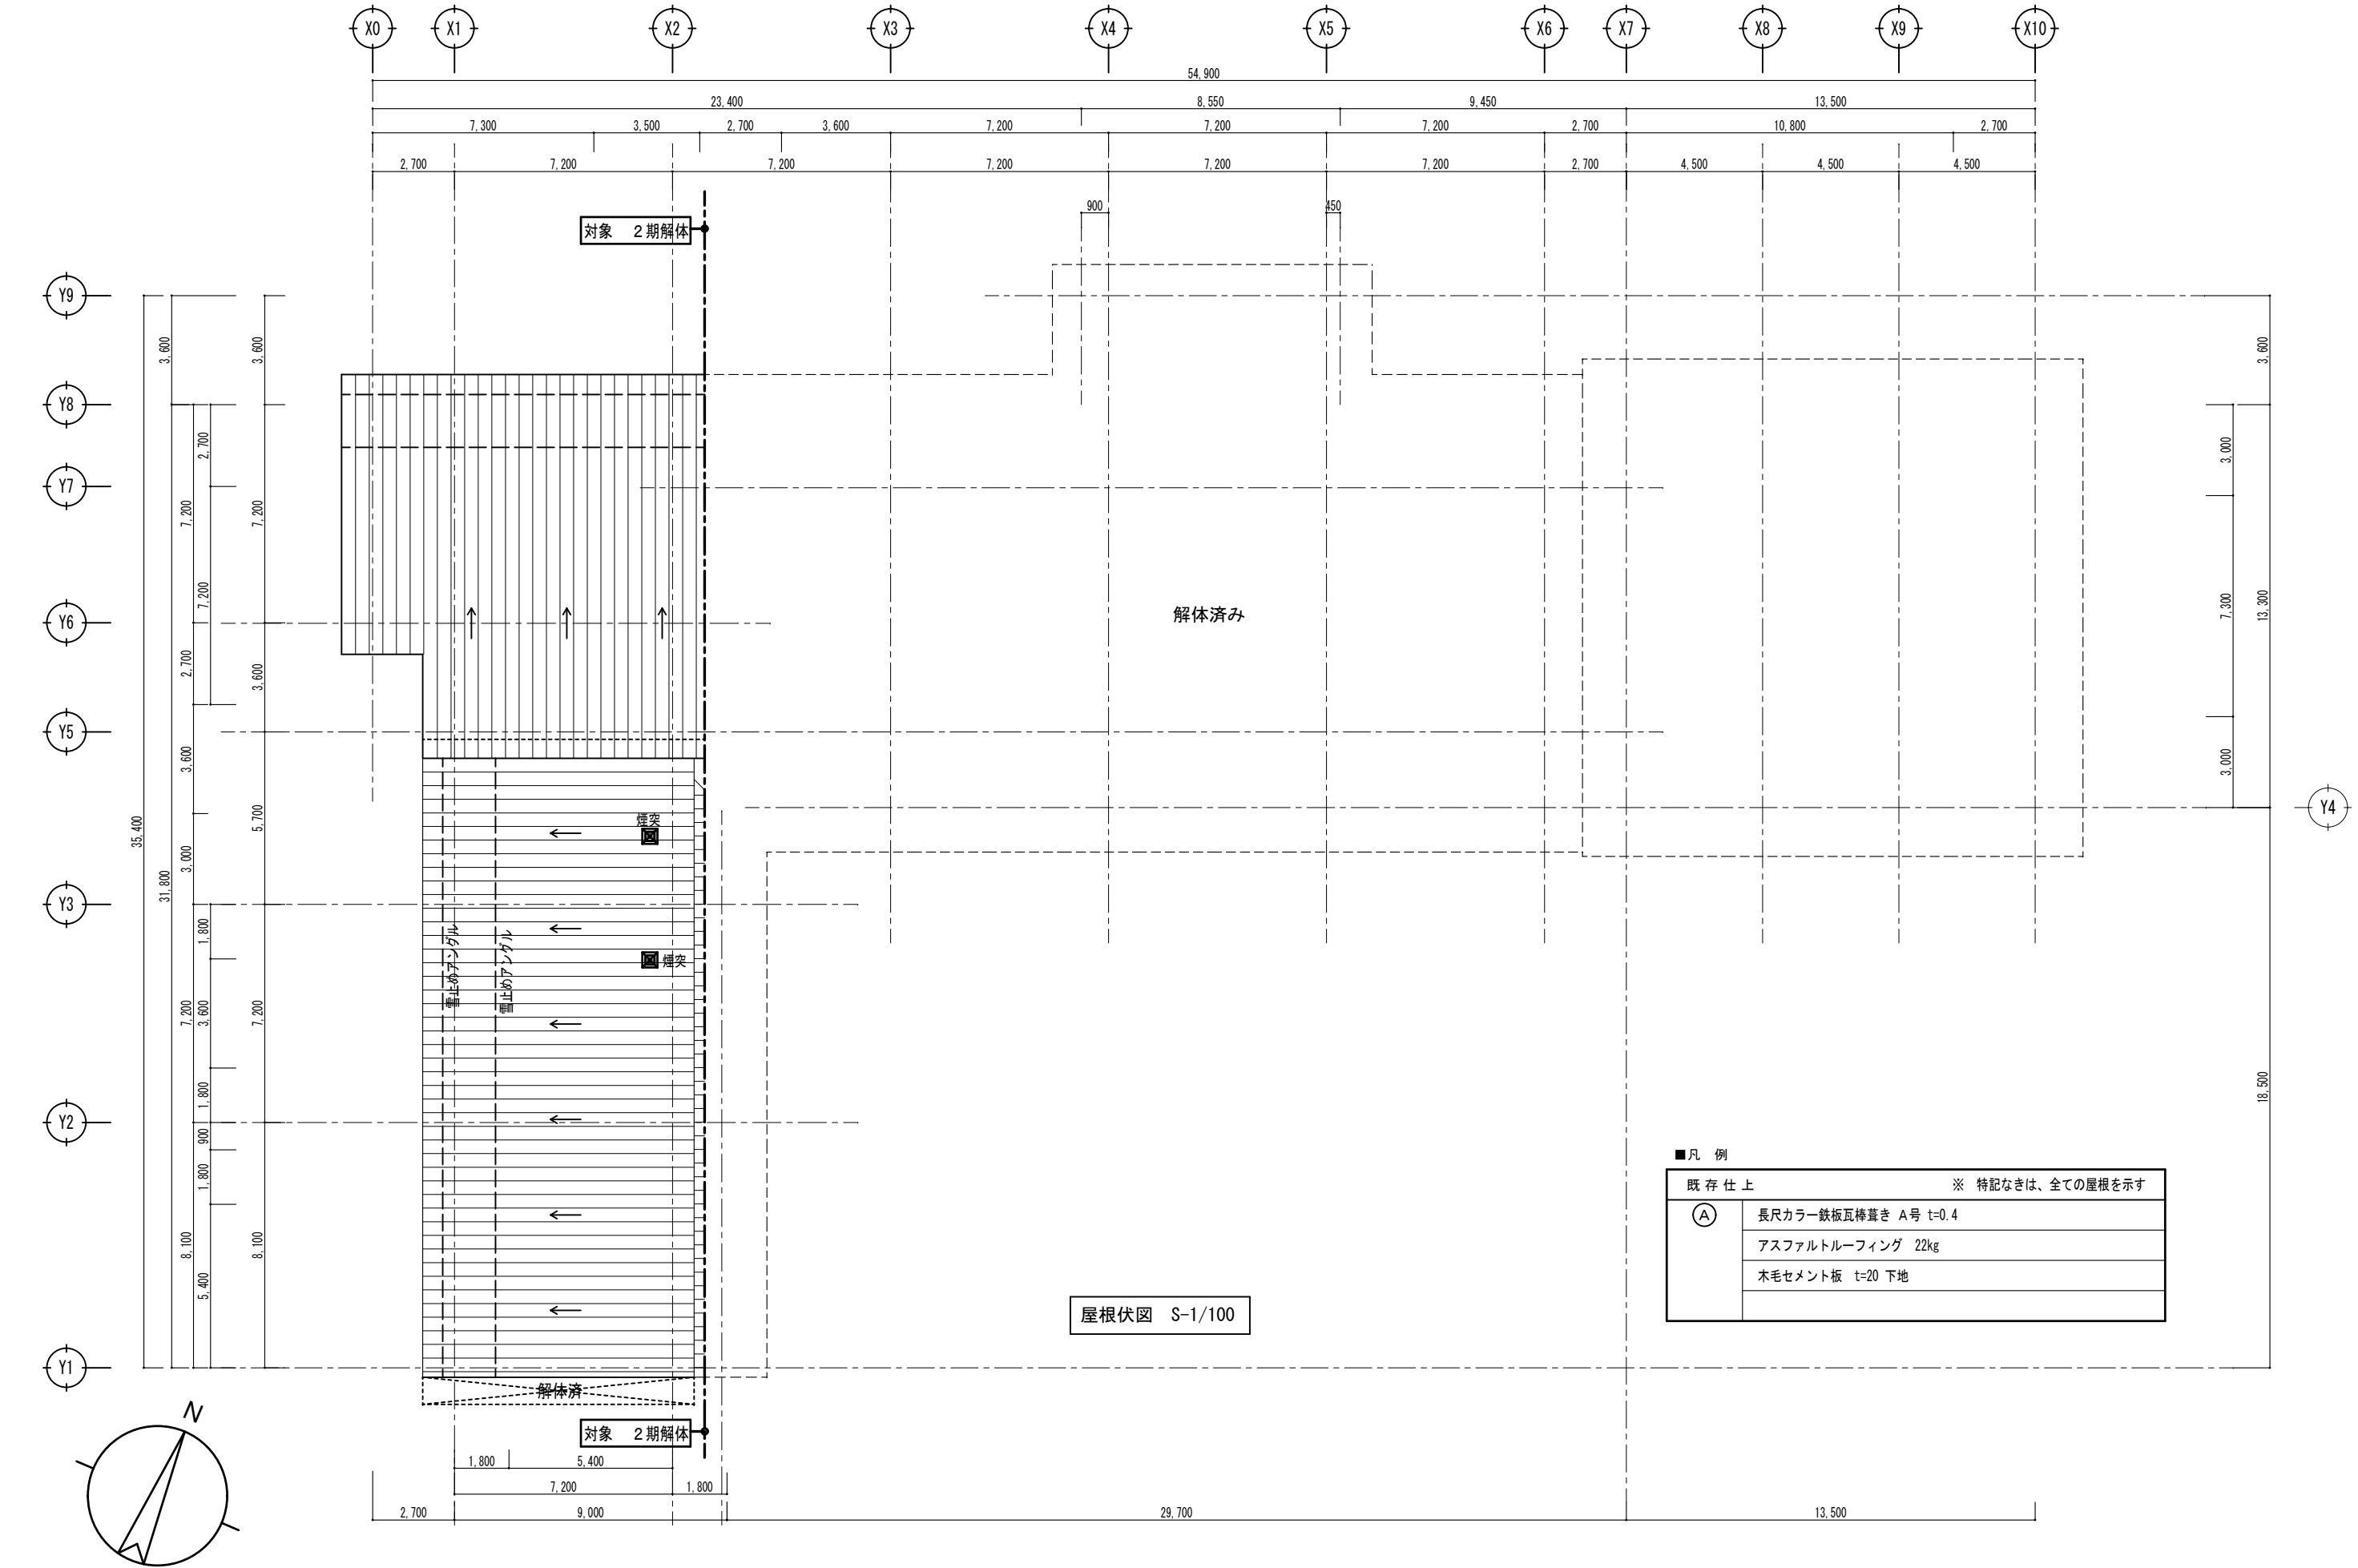 X0 X1 X2 X3 X4 X5 X6 X7 X8 X9 X10
54,900
23,400 8,550 9,450 13,500
7,300 3,500 2,700 3,600 7,200 7,200 7,200 2,700 10,800 2,700
2,700 7,200 7,200 7,200 7,200 7,200 2,700 4,500 4,500 4,500
900 450
対象 2期解体
Y9
Y8
Y7
Y6
Y5
Y3
Y2
Y1
Y4
35,400
3,600
31,800
7,200
2,700
3,600
3,000
7,200
8,100
2,700
7,200
1,800
3,600
1,800
900
1,800
5,400
3,600
7,200
3,600
5,700
7,200
8,100
解体済み
煙突
煙突
雪止めアングル
雪止めアングル
3,000
7,300
3,000
3,600
13,300
18,500
■凡 例
既存仕上 ※ 特記なきは、全ての屋根を示す
A 長尺カラー鉄板瓦棒葺き A号 t=0.4
アスファルトルーフィング 22kg
木毛セメント板 t=20 下地
屋根伏図 S-1/100
解体済
対象 2期解体
N
1,800 5,400
7,200 1,800
2,700 9,000 29,700 13,500